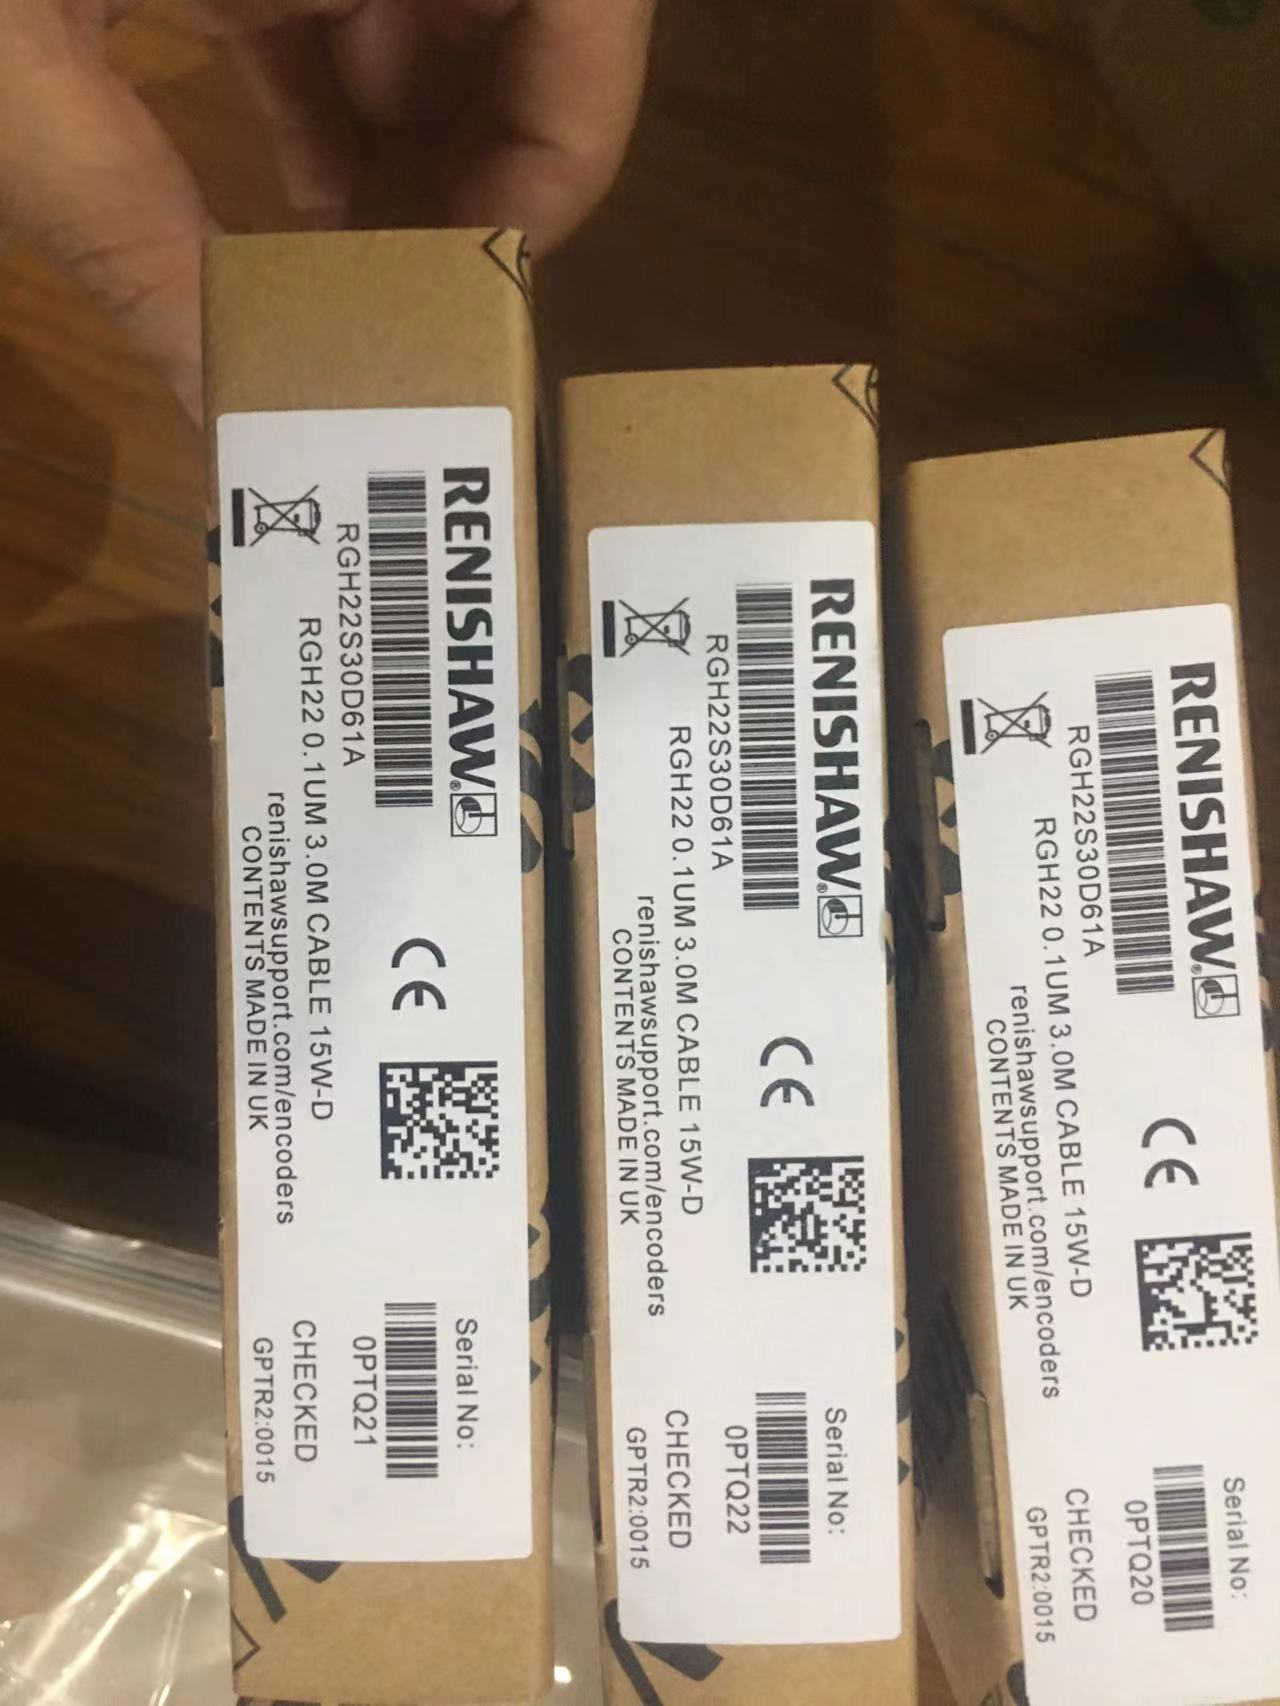 RENISHAW®
RGH22S30D61A
RGH22 0.1UM 3.0M CABLE 15W-D
renishawsupport.com/encoders
CONTENTS MADE IN UK
CE
Serial No:
0PTQ21
CHECKED
GPTR2:0015
RENISHAW®
RGH22S30D61A
RGH22 0.1UM 3.0M CABLE 15W-D
renishawsupport.com/encoders
CONTENTS MADE IN UK
CE
Serial No:
0PTQ22
CHECKED
GPTR2:0015
RENISHAW®
RGH22S30D61A
RGH22 0.1UM 3.0M CABLE 15W-D
renishawsupport.com/encoders
CONTENTS MADE IN UK
CE
Serial No:
0PTQ20
CHECKED
GPTR2:0015